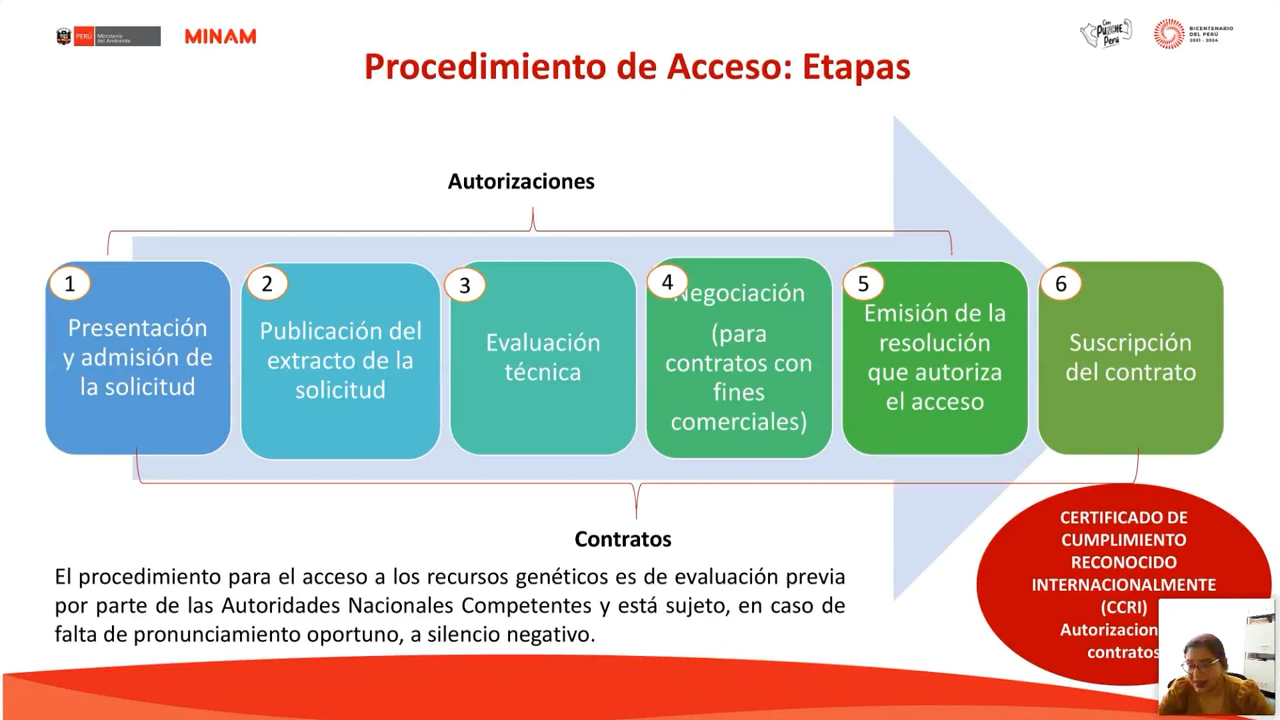 PERÚ
Ministerio
del Ambiente
MINAM
Con
PUNCHE
Perú
BICENTENARIO
DEL PERÚ
2021 - 2024
Procedimiento de Acceso: Etapas
Autorizaciones
1
Presentación
y admisión de
la solicitud
2
Publicación del
extracto de la
solicitud
3
Evaluación
técnica
4
Negociación
(para
contratos con
fines
comerciales)
5
Emisión de la
resolución
que autoriza
el acceso
6
Suscripción
del contrato
Contratos
El procedimiento para el acceso a los recursos genéticos es de evaluación previa
por parte de las Autoridades Nacionales Competentes y está sujeto, en caso de
falta de pronunciamiento oportuno, a silencio negativo.
CERTIFICADO DE
CUMPLIMIENTO
RECONOCIDO
INTERNACIONALMENTE
(CCRI)
Autorizacion
contratos